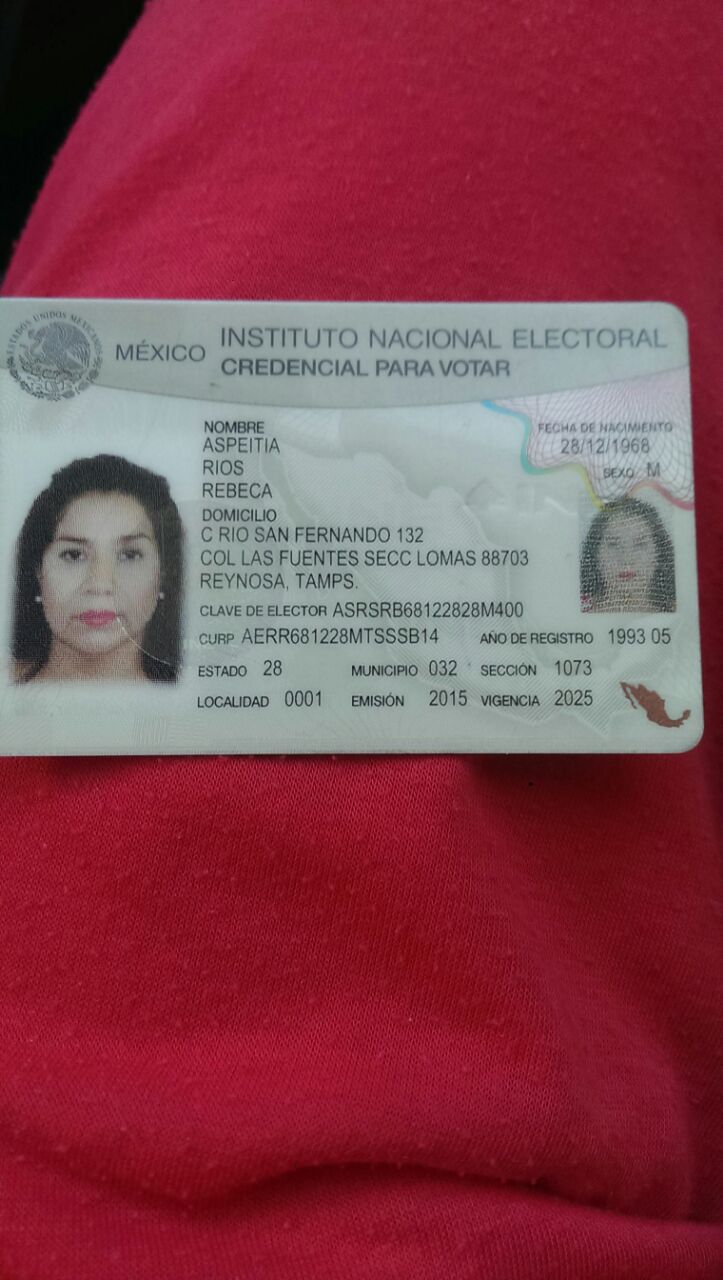 ESTADOS UNIDOS MEXICANOS
MÉXICO
INSTITUTO NACIONAL ELECTORAL
CREDENCIAL PARA VOTAR
NOMBRE
ASPEITIA
RIOS
REBECA
FECHA DE NACIMIENTO
28/12/1968
SEXO M
DOMICILIO
C RIO SAN FERNANDO 132
COL LAS FUENTES SECC LOMAS 88703
REYNOSA, TAMPS.
CLAVE DE ELECTOR ASRSRB68122828M400
CURP AERR681228MTSSSB14 AÑO DE REGISTRO 1993 05
ESTADO 28 MUNICIPIO 032 SECCIÓN 1073
LOCALIDAD 0001 EMISIÓN 2015 VIGENCIA 2025